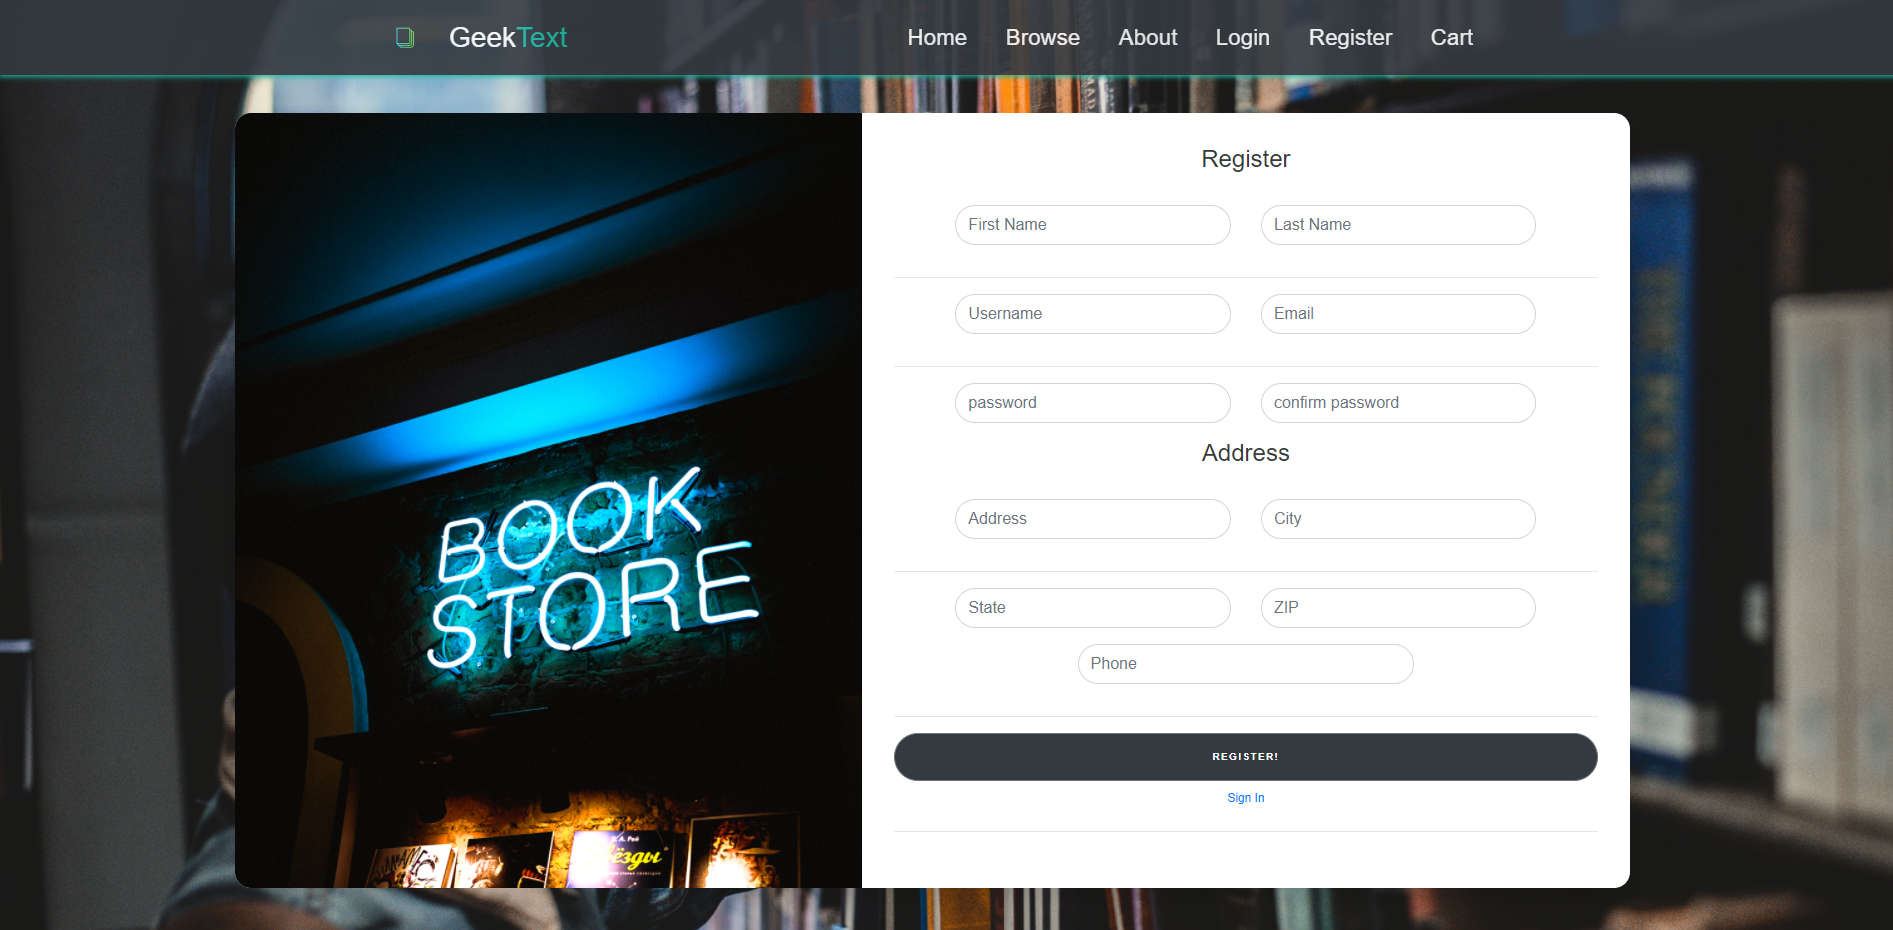 GeekText
Home Browse About Login Register Cart
BOOK
STORE
Register
First Name Last Name
Username Email
password confirm password
Address
Address City
State ZIP
Phone
REGISTER!
Sign In